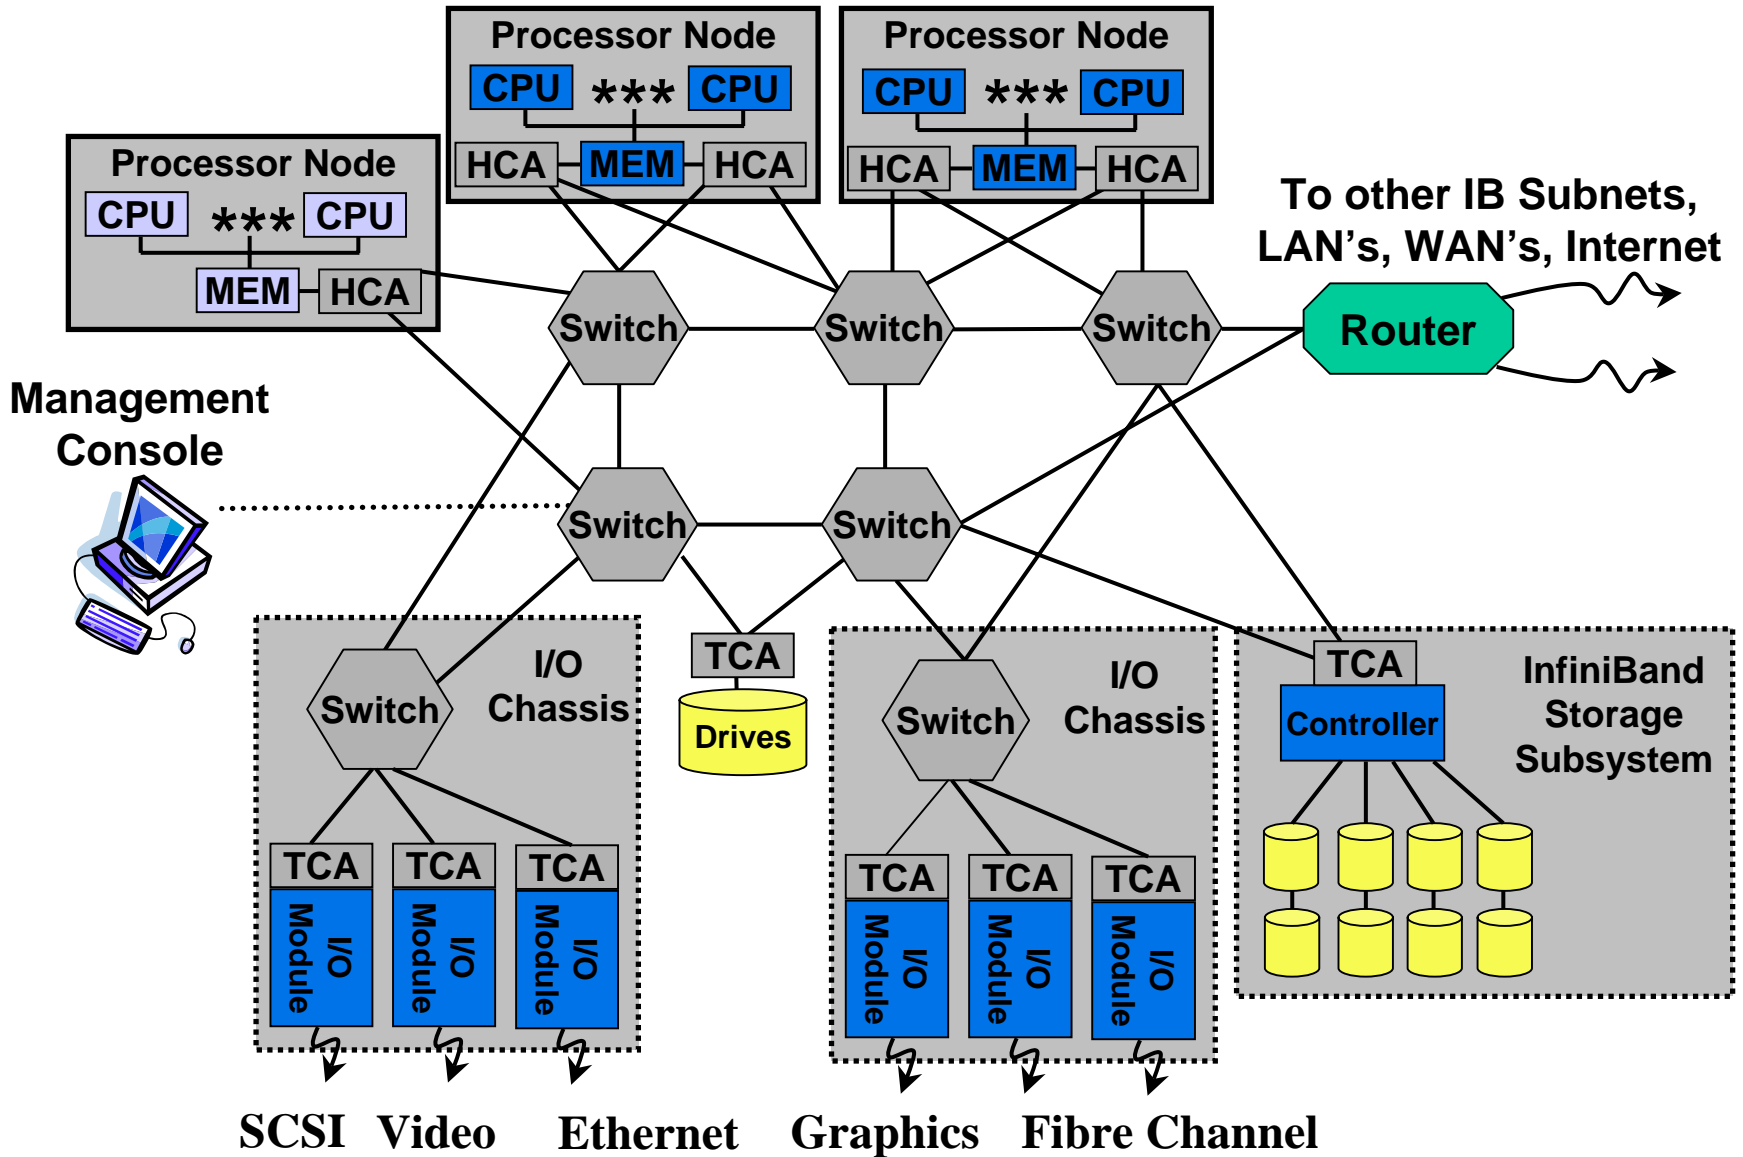 Processor Node
CPU *** CPU
HCA MEM HCA
Processor Node
CPU *** CPU
HCA MEM HCA
Processor Node
CPU *** CPU
MEM HCA
To other IB Subnets,
LAN's, WAN's, Internet
Switch
Switch
Switch
Router
Management
Console
Switch
Switch
I/O
Chassis
Switch
TCA
Drives
I/O
Chassis
Switch
TCA
Controller
InfiniBand
Storage
Subsystem
TCA
I/O
Module
TCA
I/O
Module
TCA
I/O
Module
TCA
I/O
Module
TCA
I/O
Module
TCA
I/O
Module
SCSI
Video
Ethernet
Graphics
Fibre Channel